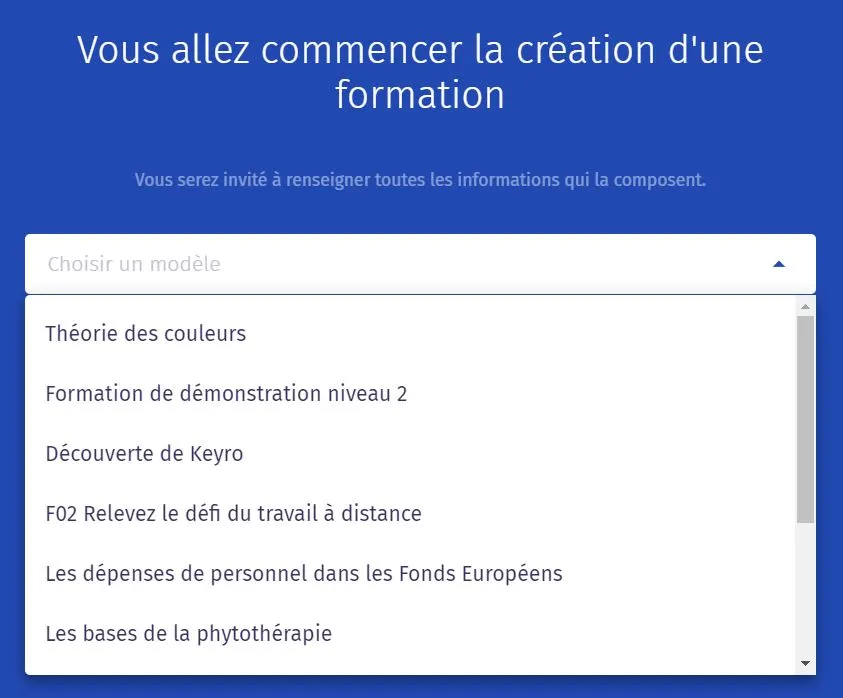 Vous allez commencer la création d'une
formation
Vous serez invité à renseigner toutes les informations qui la composent.
Choisir un modèle
Théorie des couleurs
Formation de démonstration niveau 2
Découverte de Keyro
F02 Relevez le défi du travail à distance
Les dépenses de personnel dans les Fonds Européens
Les bases de la phytothérapie